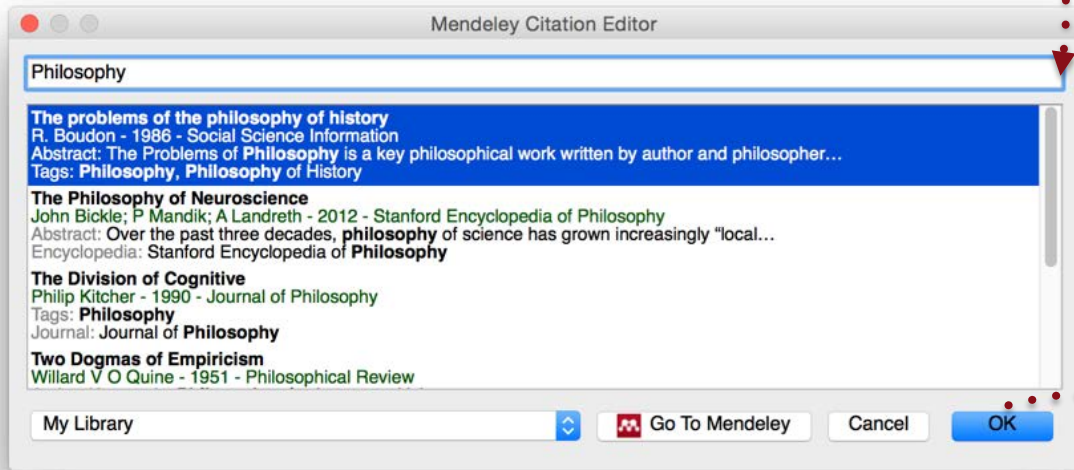 Mendeley Citation Editor
Philosophy
The problems of the philosophy of history
R. Boudon - 1986 - Social Science Information
Abstract: The Problems of Philosophy is a key philosophical work written by author and philosopher…
Tags: Philosophy, Philosophy of History
The Philosophy of Neuroscience
John Bickle; P Mandik; A Landreth - 2012 - Stanford Encyclopedia of Philosophy
Abstract: Over the past three decades, philosophy of science has grown increasingly “local…
Encyclopedia: Stanford Encyclopedia of Philosophy
The Division of Cognitive
Philip Kitcher - 1990 - Journal of Philosophy
Tags: Philosophy
Journal: Journal of Philosophy
Two Dogmas of Empiricism
Willard V O Quine - 1951 - Philosophical Review
My Library Go To Mendeley Cancel OK